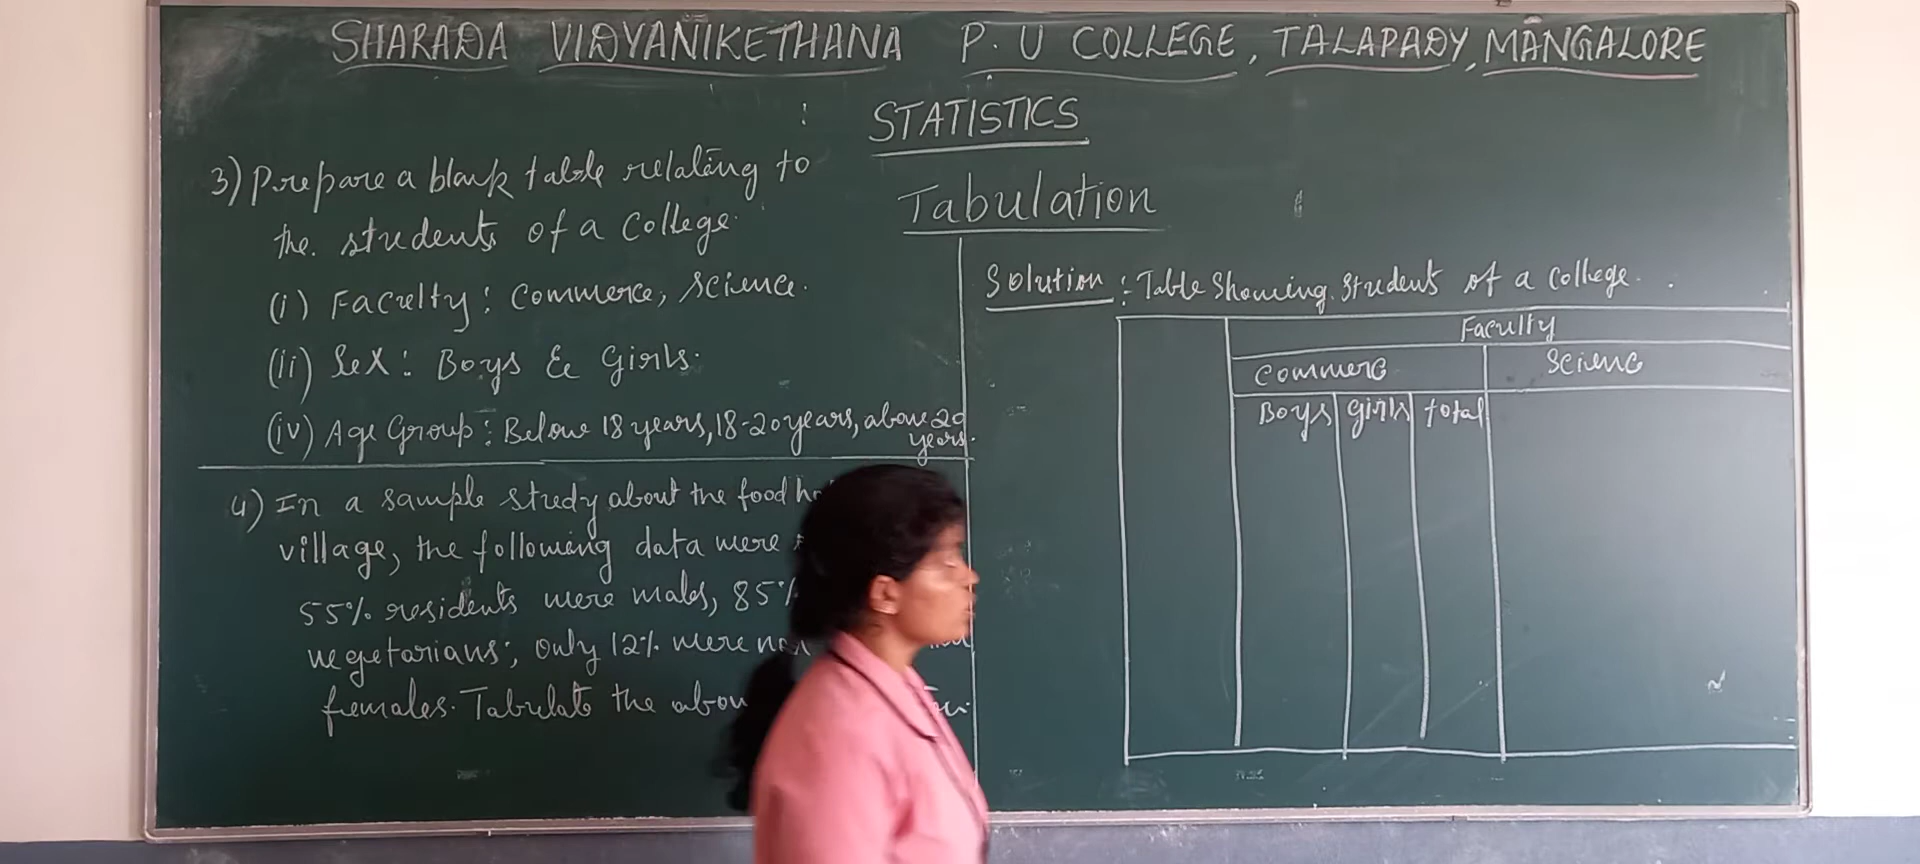 SHARADA VIDYANIKETHANA P.U COLLEGE, TALAPADY, MANGALORE
STATISTICS
Tabulation
3) Prepare a blank table relating to
the. students of a College.
(i) Faculty: Commerce, Science.
(ii) Sex: Boys & Girls.
(iv) Age Group: Below 18 years, 18-20 years, above 20
years.
4) In a sample study about the food
village, the following data were
55% residents were males, 85%
vegetarians; only 12% were non
females. Tabulate the
Solution: Table Showing Students of a College.
Faculty
Commerc Science
Boys girls total